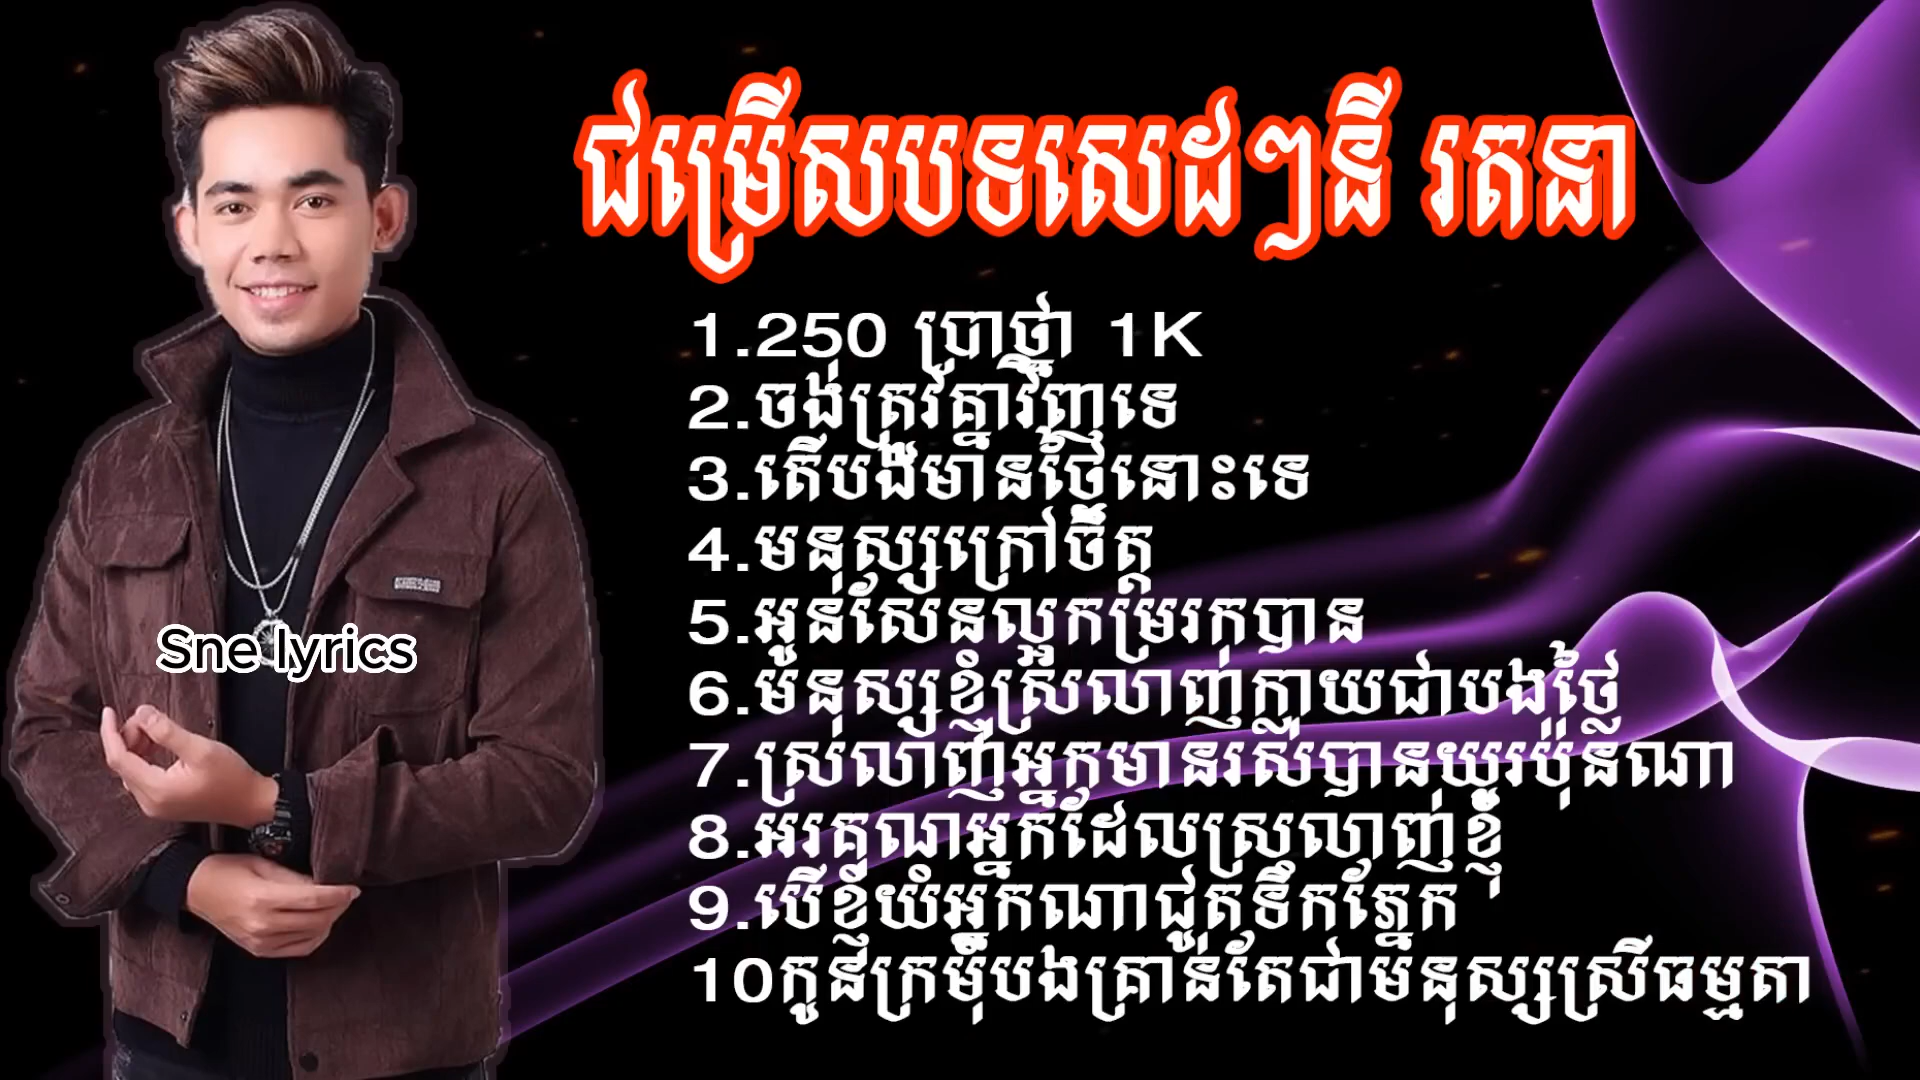 ជម្រើសបទសេដៗនី រតនា
1.250 ប្រាថ្នា 1K
2.ចង់ត្រូវគ្នាវិញទេ
3.តើបងមានថ្ងៃនោះទេ
4.មនុស្សក្រៅចិត្ត
5.អូនសែនល្អកម្ររកបាន
6.មនុស្សខ្ញុំស្រលាញ់ក្លាយជាបងថ្លៃ
7.ស្រលាញ់អ្នកមានរស់បានយូរប៉ុនណា
8.អរគុណអ្នកដែលស្រលាញ់ខ្ញុំ
9.បើខ្ញុំយំអ្នកណាជូតទឹកភ្នែក
10កូនក្រមុំបងគ្រាន់តែជាមនុស្សស្រីធម្មតា
Sne lyrics